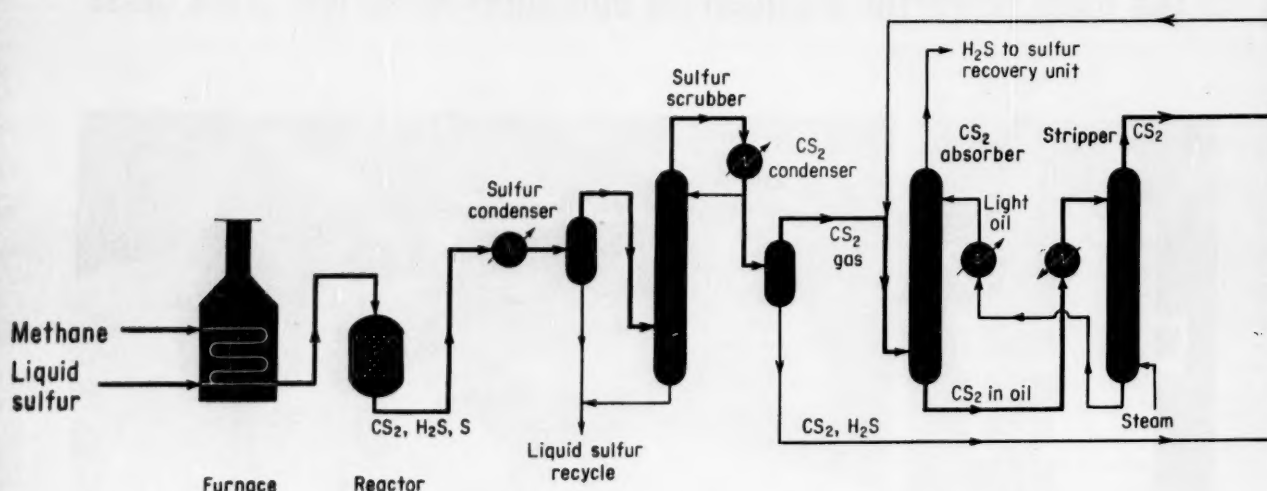 H₂S to sulfur
recovery unit
Sulfur
scrubber
CS₂
absorber
Stripper
CS₂
CS₂
condenser
Sulfur
condenser
Light
oil
CS₂
gas
Methane
Liquid
sulfur
CS₂ in oil
CS₂, H₂S, S
CS₂, H₂S
Steam
Liquid sulfur
recycle
Furnace
Reactor